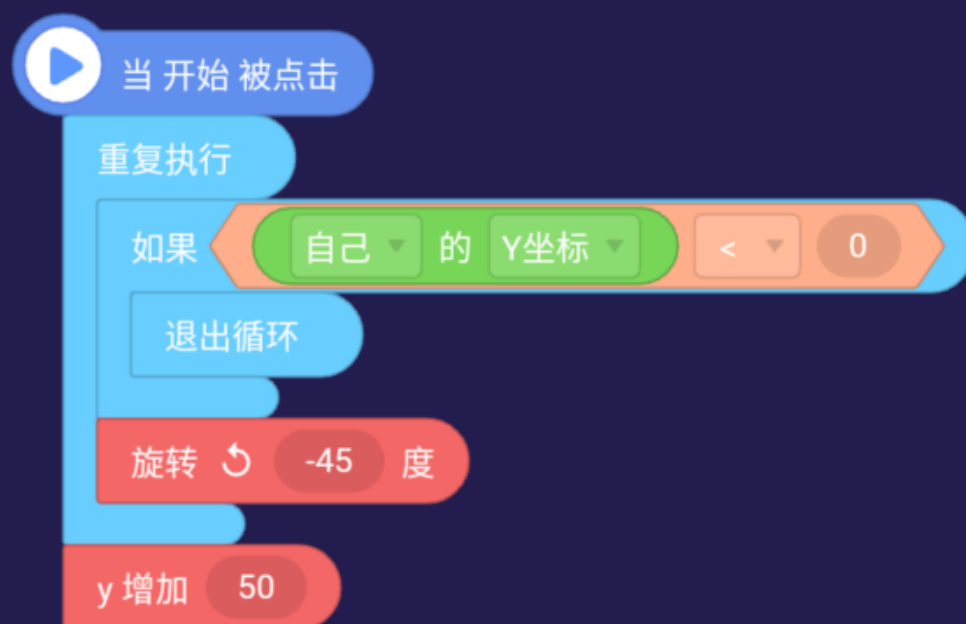 当 开始 被点击
重复执行
如果 自己 的 Y坐标 < 0
退出循环
旋转 -45 度
y 增加 50